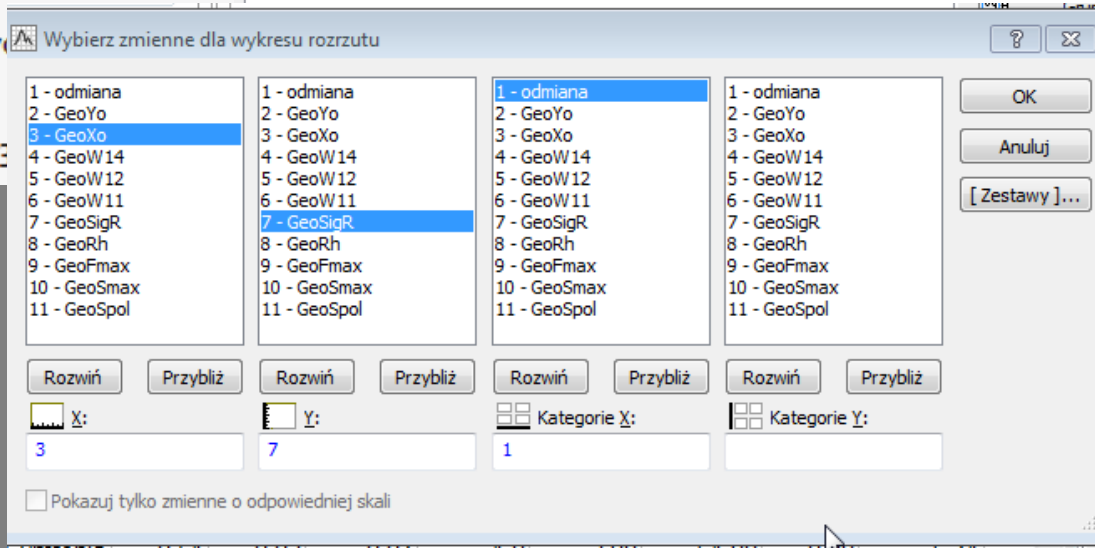 Wybierz zmienne dla wykresu rozrzutu
1 - odmiana
2 - GeoYo
3 - GeoXo
4 - GeoW14
5 - GeoW12
6 - GeoW11
7 - GeoSigR
8 - GeoRh
9 - GeoFmax
10 - GeoSmax
11 - GeoSpol
1 - odmiana
2 - GeoYo
3 - GeoXo
4 - GeoW14
5 - GeoW12
6 - GeoW11
7 - GeoSigR
8 - GeoRh
9 - GeoFmax
10 - GeoSmax
11 - GeoSpol
1 - odmiana
2 - GeoYo
3 - GeoXo
4 - GeoW14
5 - GeoW12
6 - GeoW11
7 - GeoSigR
8 - GeoRh
9 - GeoFmax
10 - GeoSmax
11 - GeoSpol
1 - odmiana
2 - GeoYo
3 - GeoXo
4 - GeoW14
5 - GeoW12
6 - GeoW11
7 - GeoSigR
8 - GeoRh
9 - GeoFmax
10 - GeoSmax
11 - GeoSpol
OK
Anuluj
[ Zestawy ]...
Rozwiń Przybliż Rozwiń Przybliż Rozwiń Przybliż Rozwiń Przybliż
X: Y: Kategorie X: Kategorie Y:
3 7 1
Pokazuj tylko zmienne o odpowiedniej skali